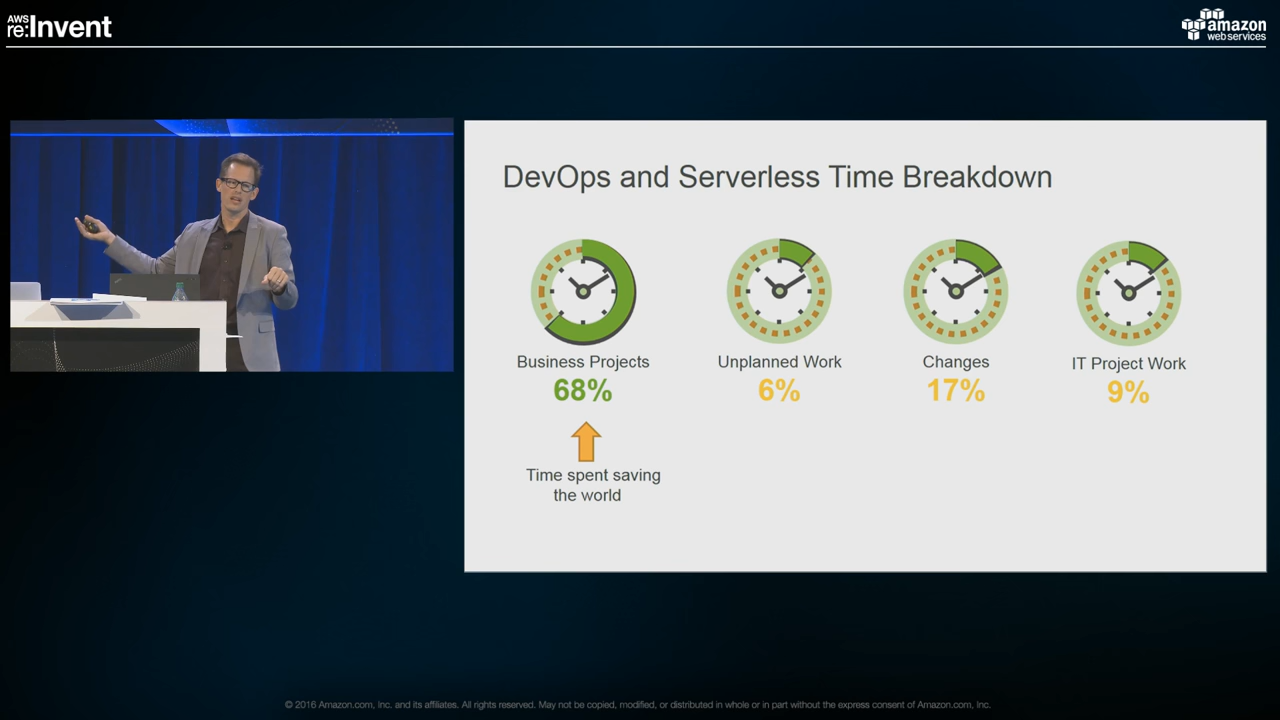 AWS
re:Invent
amazon
web services
DevOps and Serverless Time Breakdown
Business Projects
68%
Unplanned Work
6%
Changes
17%
IT Project Work
9%
Time spent saving
the world
© 2016 Amazon.com, Inc. and its affiliates. All rights reserved. May not be copied, modified, or distributed in whole or in part without the express consent of Amazon.com, Inc.